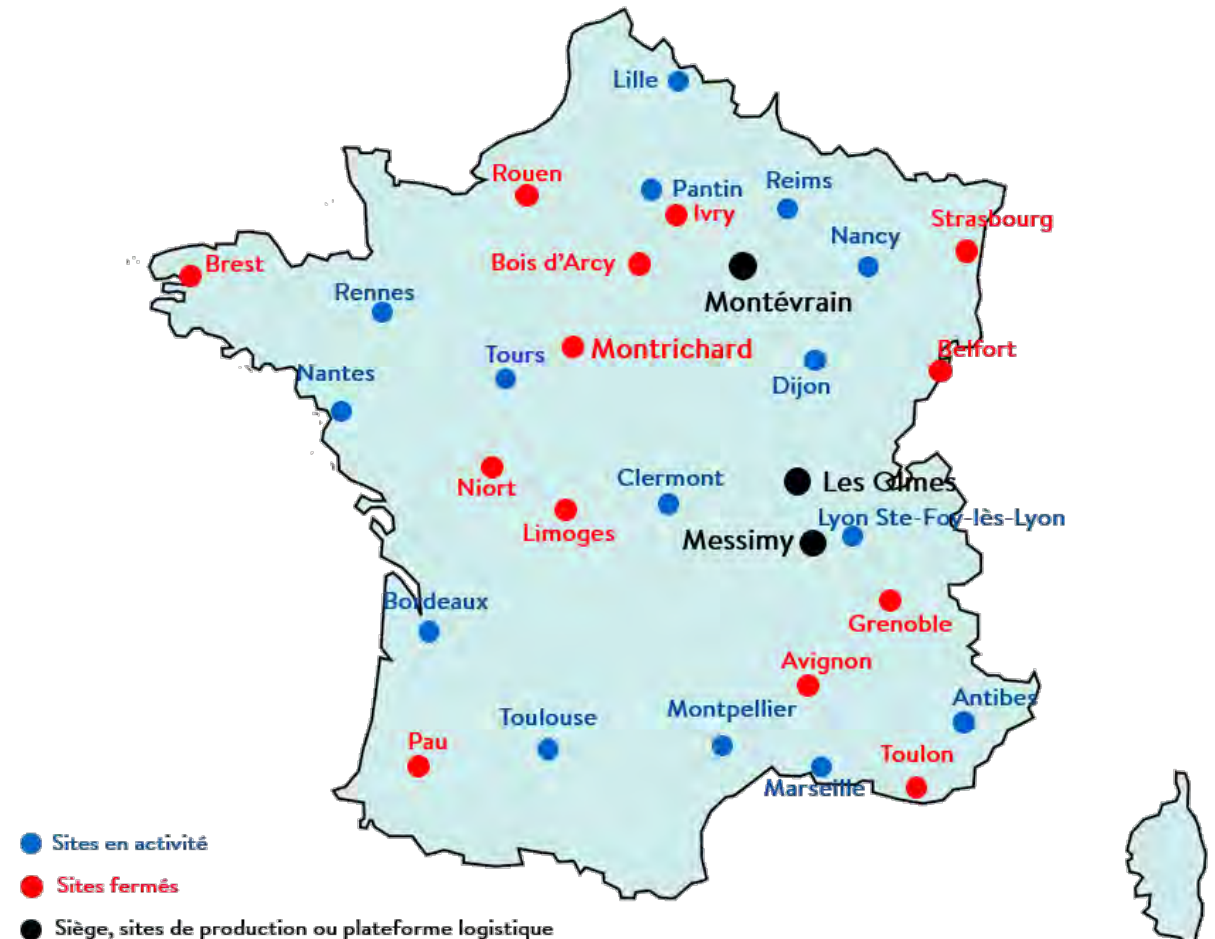 Lille
Rouen
Pantin
Reims
Ivry
Strasbourg
Nancy
Bois d'Arcy
Brest
Rennes
Montévrain
Montrichard
Belfort
Tours
Nantes
Dijon
Clermont
Les Olmes
Niort
Lyon Ste-Foy-lès-Lyon
Limoges
Messimy
Bordeaux
Grenoble
Avignon
Antibes
Montpellier
Toulouse
Pau
Toulon
Marseille
Sites en activité
Sites fermés
Siège, sites de production ou plateforme logistique